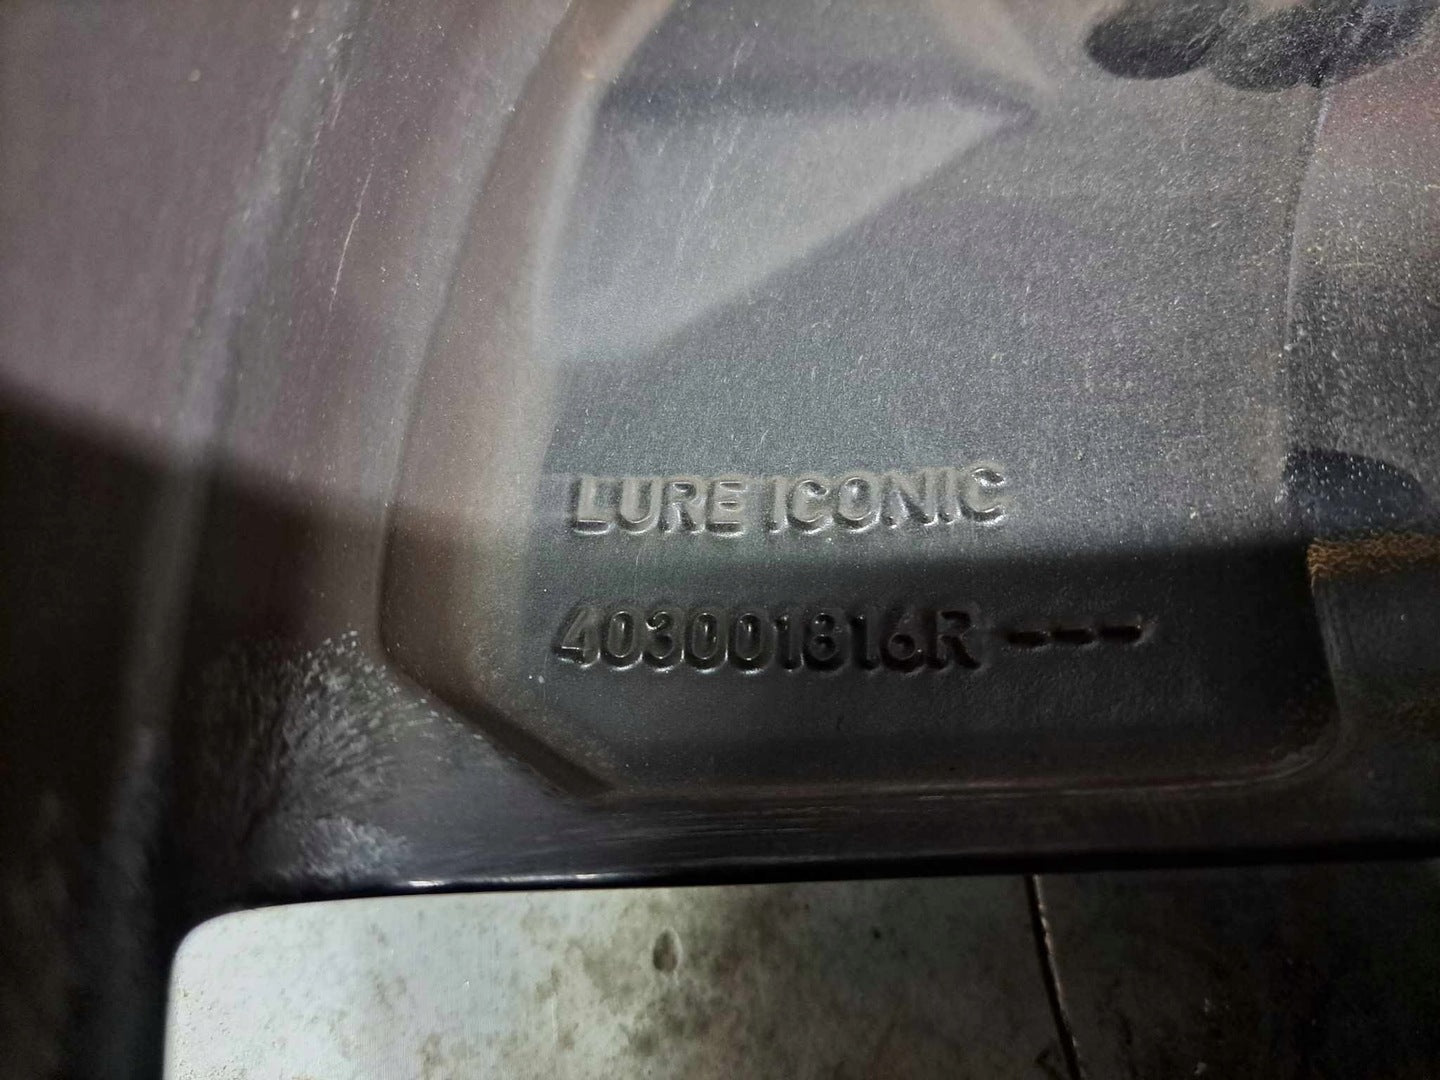 LURE ICONIC
403001816R ---